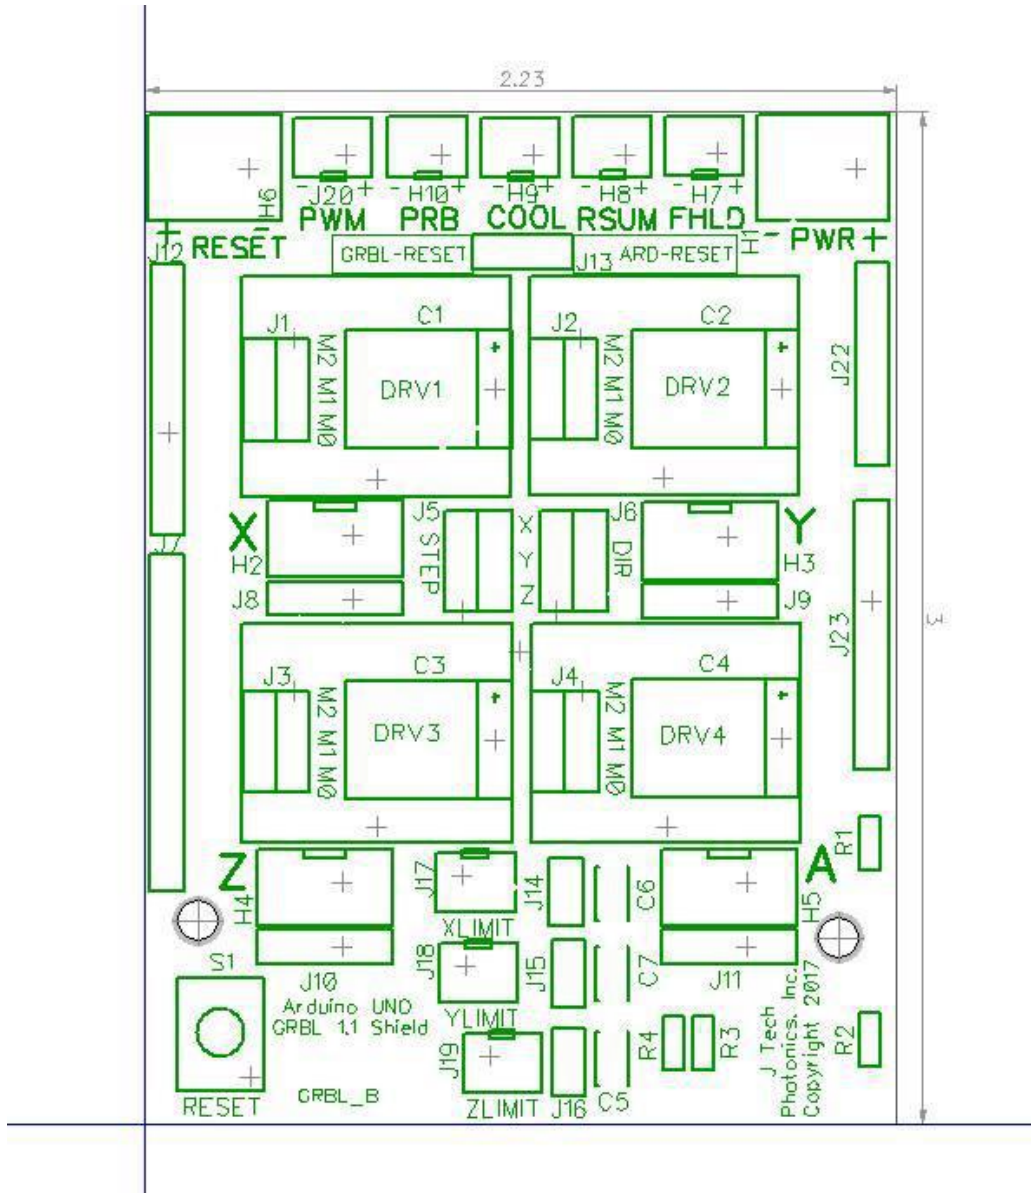 2.23
- J20 +
- H10 +
- H9 +
- H8 +
- H7 +
H6
PWM
PRB
COOL
RSUM
FHLD
+ -
RESET
- PWR +
H1
J12
GRBL-RESET
J13
ARD-RESET
J1
C1
J2
C2
M2 M1 M0
DRV1
+
M2 M1 M0
DRV2
+
J22
X
H2
J5
STEP
X
Y
Z
J6
DIR
Y
H3
J7
J8
J9
J23
3
J3
C3
J4
C4
M2 M1 M0
DRV3
+
M2 M1 M0
DRV4
+
R1
Z
H4
J17
XLIMIT
J14
C6
A
H5
S1
J10
J18
YLIMIT
J15
C7
J11
Arduino UNO
GRBL 1.1 Shield
J19
ZLIMIT
J16
C5
R4
R3
J Tech
Photonics, Inc.
Copyright 2017
R2
RESET
GRBL_B